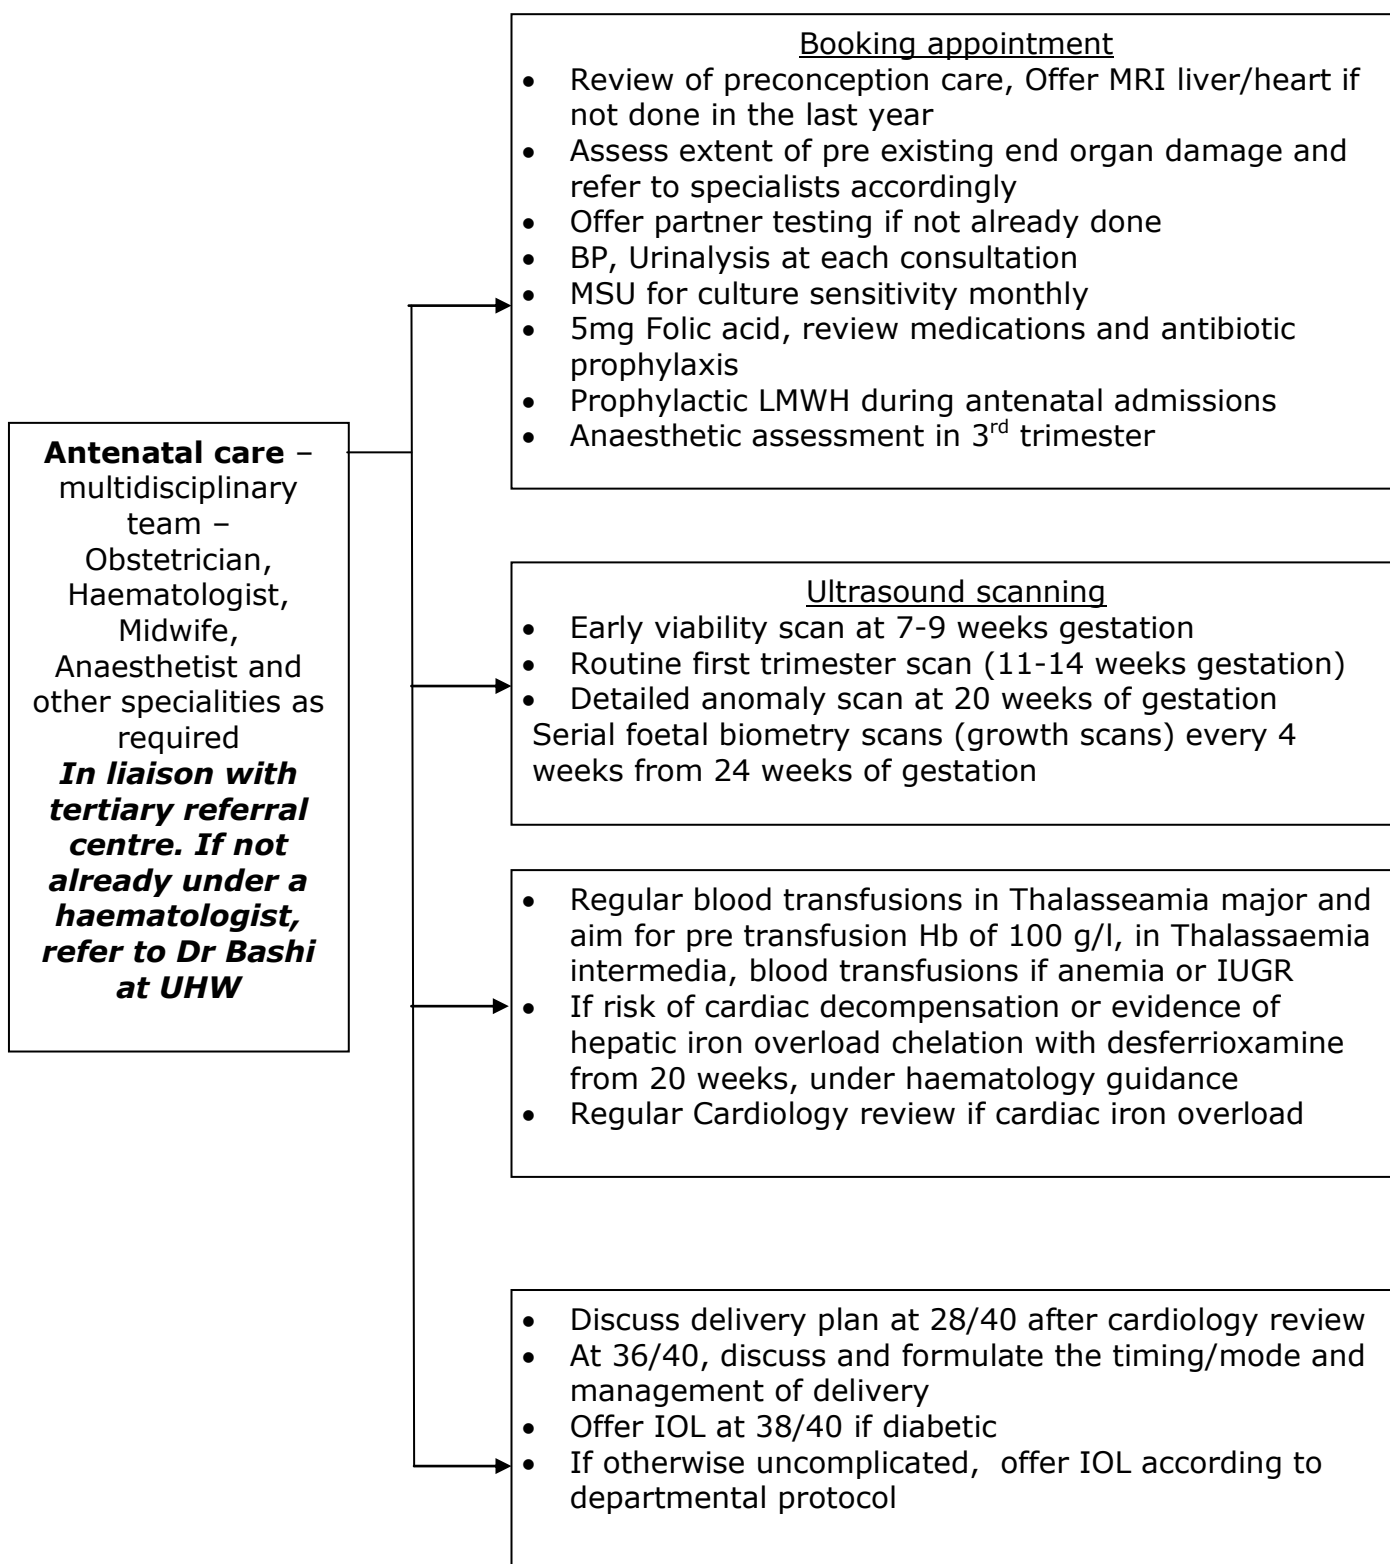 Antenatal care –
multidisciplinary
team –
Obstetrician,
Haematologist,
Midwife,
Anaesthetist and
other specialities as
required
In liaison with
tertiary referral
centre. If not
already under a
haematologist,
refer to Dr Bashi
at UHW
Booking appointment
• Review of preconception care, Offer MRI liver/heart if
not done in the last year
• Assess extent of pre existing end organ damage and
refer to specialists accordingly
• Offer partner testing if not already done
• BP, Urinalysis at each consultation
• MSU for culture sensitivity monthly
• 5mg Folic acid, review medications and antibiotic
prophylaxis
• Prophylactic LMWH during antenatal admissions
• Anaesthetic assessment in 3rd trimester
Ultrasound scanning
• Early viability scan at 7-9 weeks gestation
• Routine first trimester scan (11-14 weeks gestation)
• Detailed anomaly scan at 20 weeks of gestation
Serial foetal biometry scans (growth scans) every 4
weeks from 24 weeks of gestation
• Regular blood transfusions in Thalasseamia major and
aim for pre transfusion Hb of 100 g/l, in Thalassaemia
intermedia, blood transfusions if anemia or IUGR
• If risk of cardiac decompensation or evidence of
hepatic iron overload chelation with desferrioxamine
from 20 weeks, under haematology guidance
• Regular Cardiology review if cardiac iron overload
• Discuss delivery plan at 28/40 after cardiology review
• At 36/40, discuss and formulate the timing/mode and
management of delivery
• Offer IOL at 38/40 if diabetic
• If otherwise uncomplicated, offer IOL according to
departmental protocol